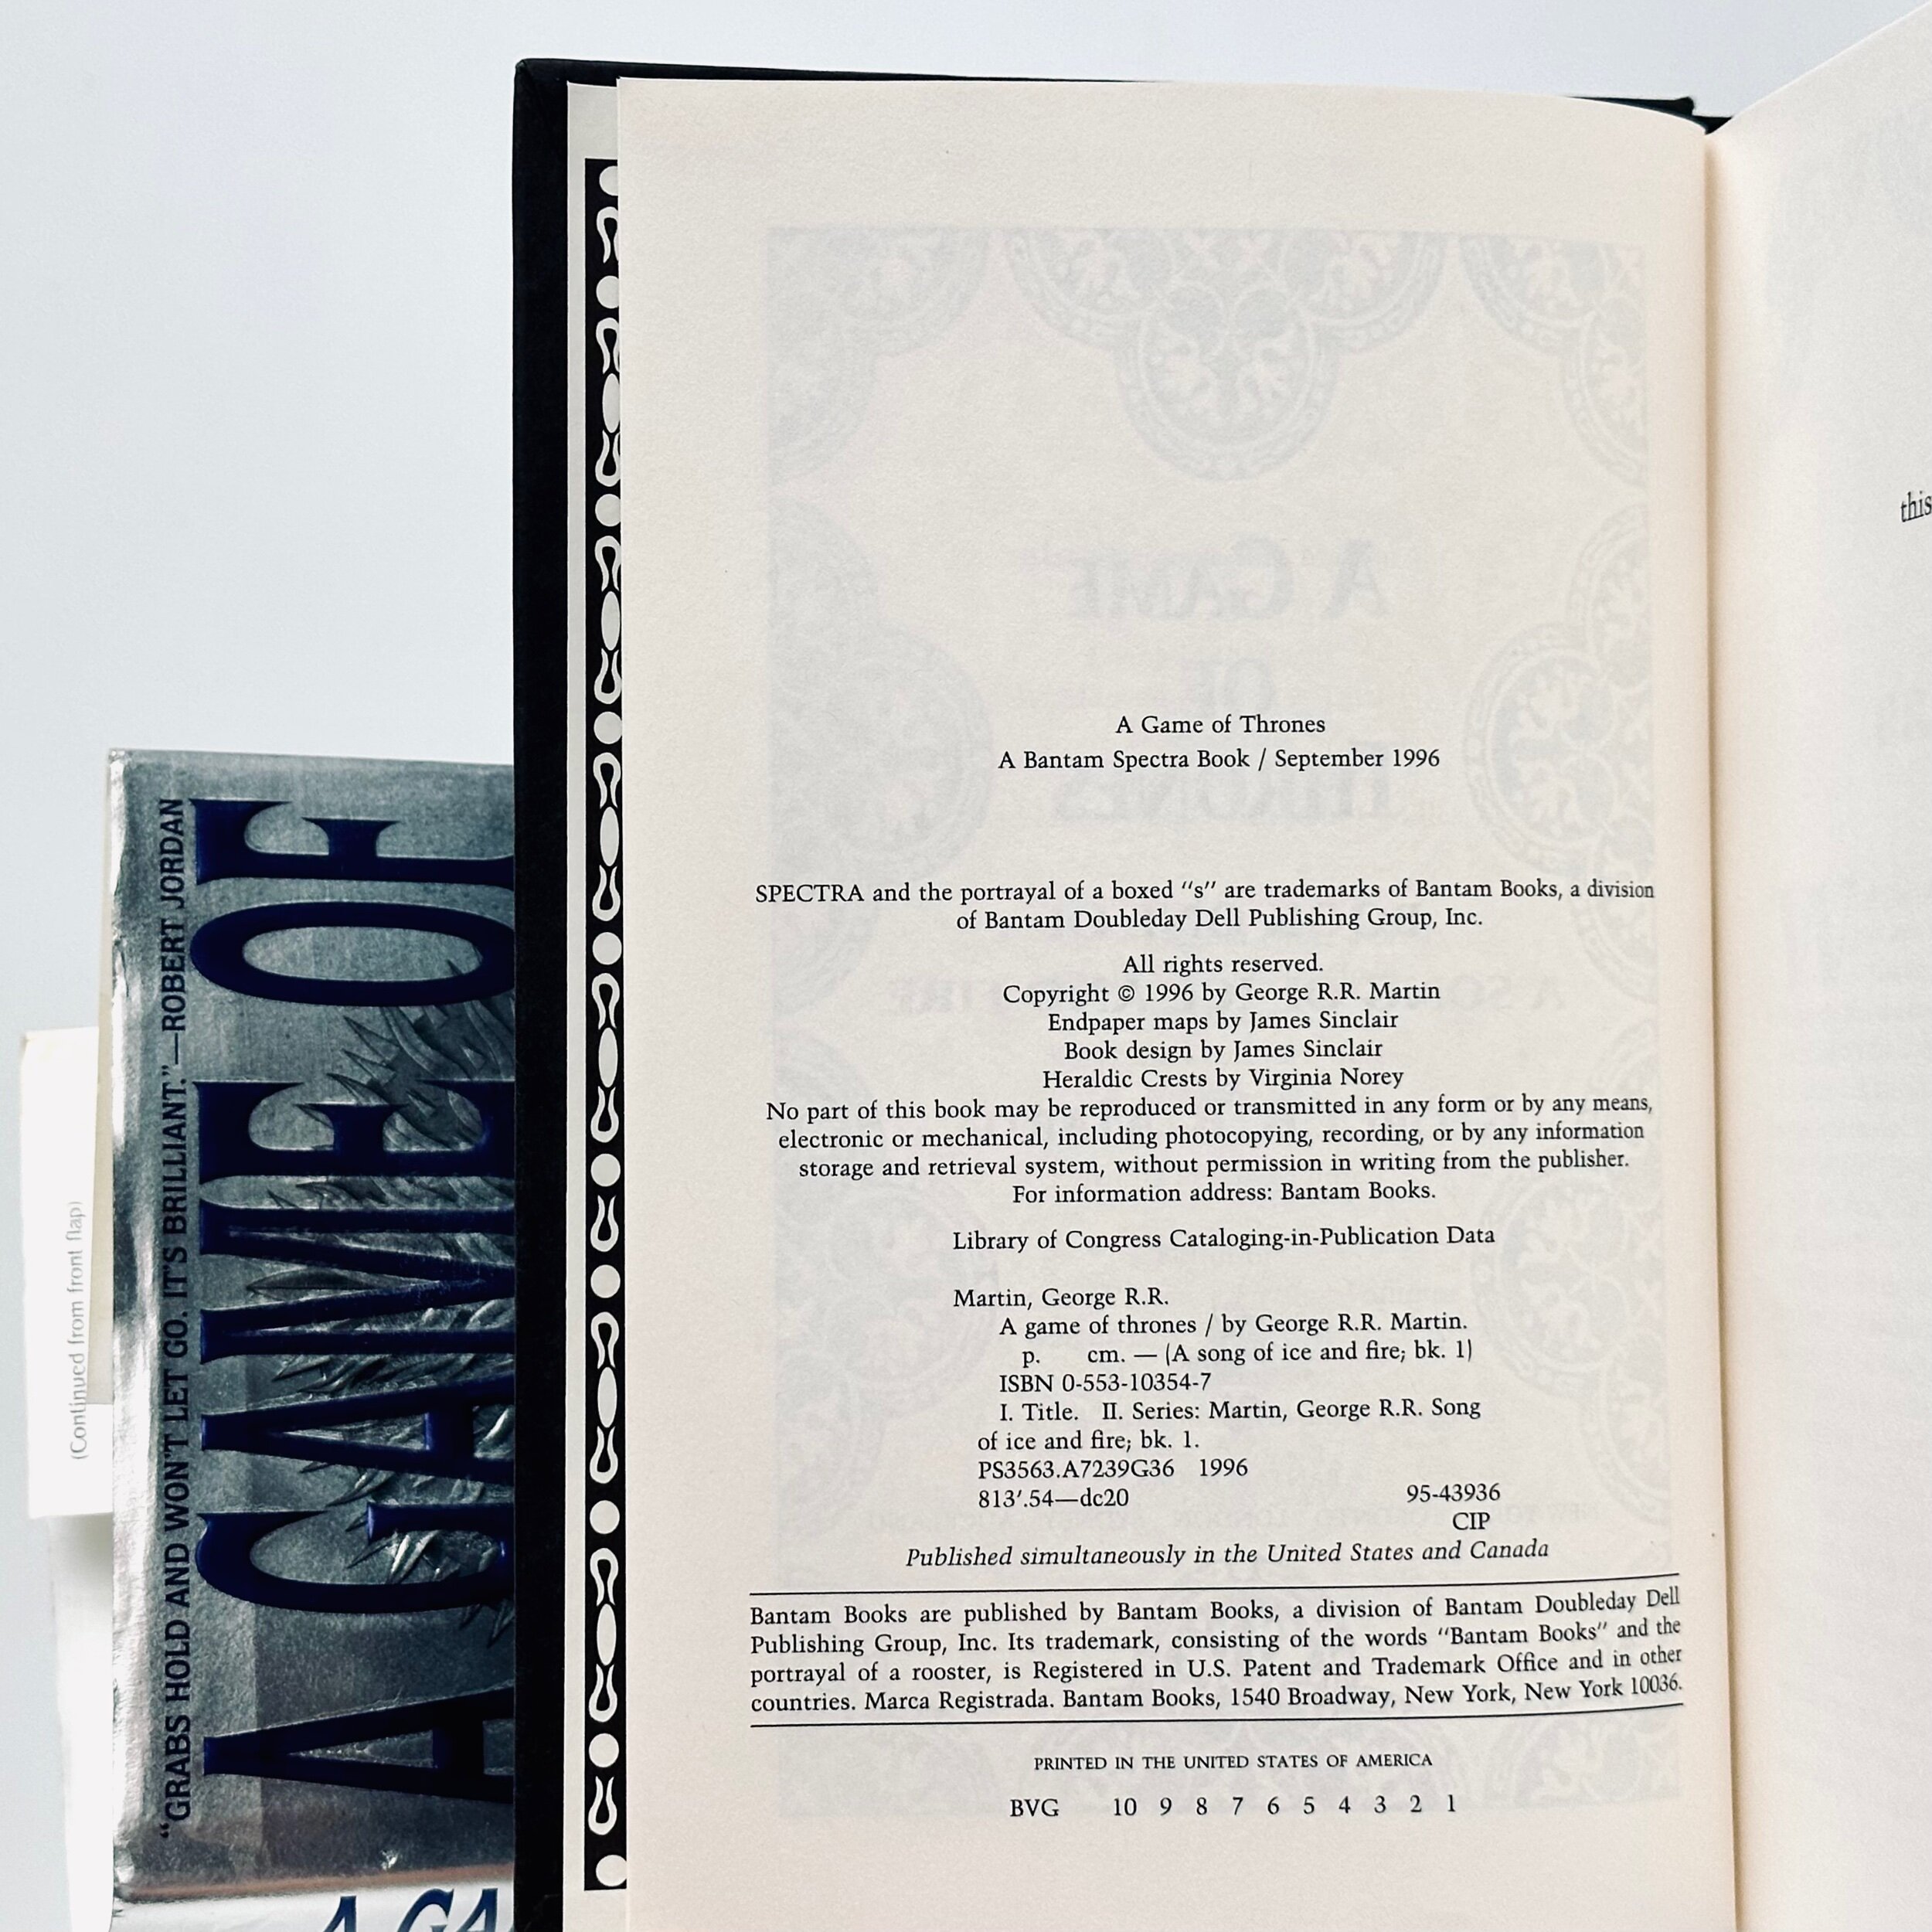 (Continued from front flap)
"GRABS HOLD AND WON'T LET GO. IT'S BRILLIANT."—ROBERT JORDAN
A GAME OF
A GA
A GAME
OF
THRONES
A Game of Thrones
A Bantam Spectra Book / September 1996
SPECTRA and the portrayal of a boxed "s" are trademarks of Bantam Books, a division
of Bantam Doubleday Dell Publishing Group, Inc.
All rights reserved.
Copyright © 1996 by George R.R. Martin
Endpaper maps by James Sinclair
Book design by James Sinclair
Heraldic Crests by Virginia Norey
No part of this book may be reproduced or transmitted in any form or by any means,
electronic or mechanical, including photocopying, recording, or by any information
storage and retrieval system, without permission in writing from the publisher.
For information address: Bantam Books.
Library of Congress Cataloging-in-Publication Data
Martin, George R.R.
A game of thrones / by George R.R. Martin.
p. cm. — (A song of ice and fire; bk. 1)
ISBN 0-553-10354-7
I. Title. II. Series: Martin, George R.R. Song
of ice and fire; bk. 1.
PS3563.A7239G36 1996
813'.54—dc20 95-43936
CIP
Published simultaneously in the United States and Canada
Bantam Books are published by Bantam Books, a division of Bantam Doubleday Dell
Publishing Group, Inc. Its trademark, consisting of the words "Bantam Books" and the
portrayal of a rooster, is Registered in U.S. Patent and Trademark Office and in other
countries. Marca Registrada. Bantam Books, 1540 Broadway, New York, New York 10036.
PRINTED IN THE UNITED STATES OF AMERICA
BVG 10 9 8 7 6 5 4 3 2 1
this